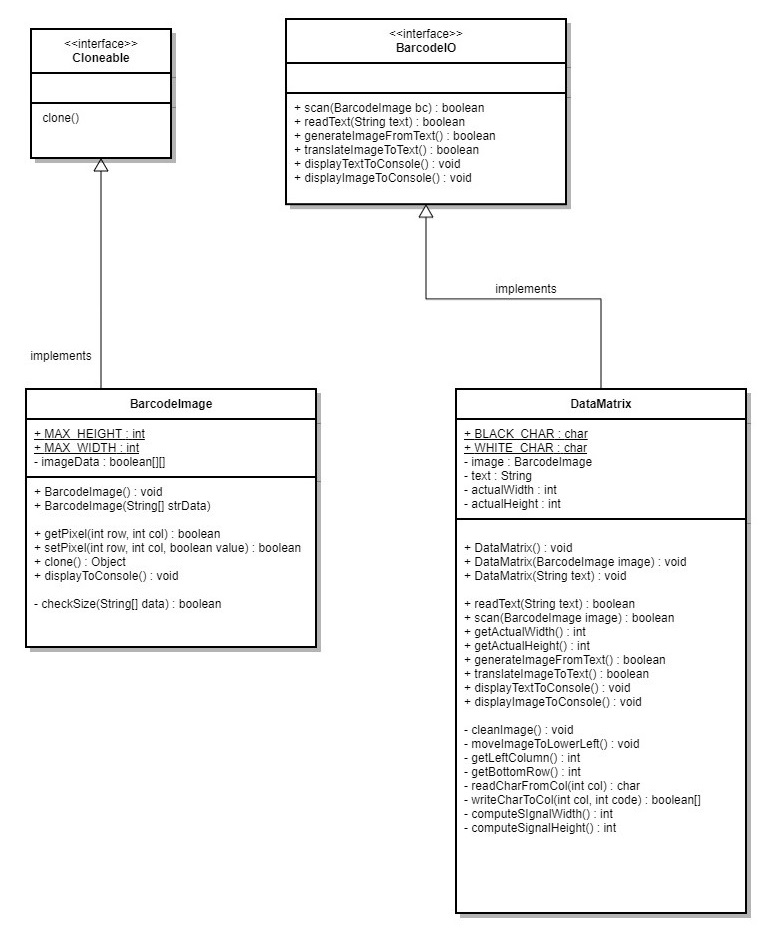 <<interface>>
Cloneable
clone()
<<interface>>
BarcodeIO
+ scan(BarcodeImage bc) : boolean
+ readText(String text) : boolean
+ generateImageFromText() : boolean
+ translateImageToText() : boolean
+ displayTextToConsole() : void
+ displayImageToConsole() : void
implements
implements
BarcodeImage
+ MAX_HEIGHT : int
+ MAX_WIDTH : int
- imageData : boolean[][]
+ BarcodeImage() : void
+ BarcodeImage(String[] strData)
+ getPixel(int row, int col) : boolean
+ setPixel(int row, int col, boolean value) : boolean
+ clone() : Object
+ displayToConsole() : void
- checkSize(String[] data) : boolean
DataMatrix
+ BLACK_CHAR : char
+ WHITE_CHAR : char
- image : BarcodeImage
- text : String
- actualWidth : int
- actualHeight : int
+ DataMatrix() : void
+ DataMatrix(BarcodeImage image) : void
+ DataMatrix(String text) : void
+ readText(String text) : boolean
+ scan(BarcodeImage image) : boolean
+ getActualWidth() : int
+ getActualHeight() : int
+ generateImageFromText() : boolean
+ translateImageToText() : boolean
+ displayTextToConsole() : void
+ displayImageToConsole() : void
- cleanImage() : void
- moveImageToLowerLeft() : void
- getLeftColumn() : int
- getBottomRow() : int
- readCharFromCol(int col) : char
- writeCharToCol(int col, int code) : boolean[]
- computeSIgnalWidth() : int
- computeSignalHeight() : int